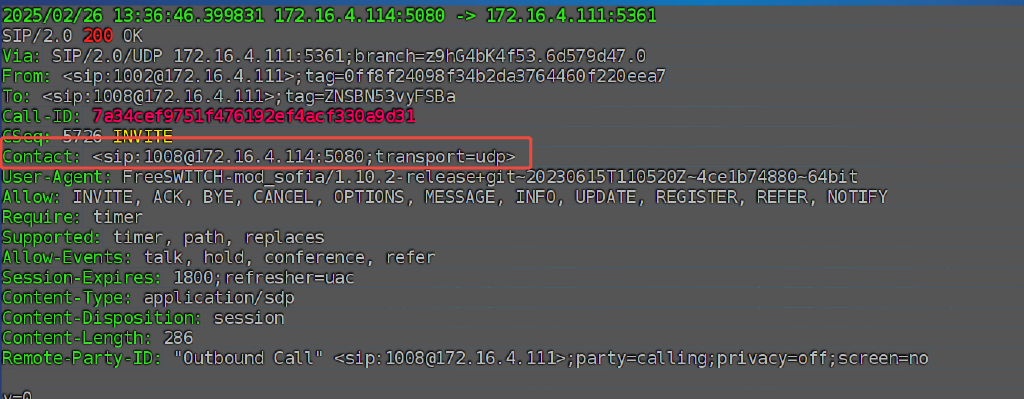 2025/02/26 13:36:46.399831 172.16.4.114:5080 -> 172.16.4.111:5361
SIP/2.0 200 OK
Via: SIP/2.0/UDP 172.16.4.111:5361;branch=z9hG4bK4f53.6d579d47.0
From: <sip:1002@172.16.4.111>;tag=0ff8f24098f34b2da3764460f220eea7
To: <sip:1008@172.16.4.111>;tag=ZNSBN53vyFSBa
Call-ID: 7a34cef9751f476192ef4acf330a9d31
CSeq: 5726 INVITE
Contact: <sip:1008@172.16.4.114:5080;transport=udp>
User-Agent: FreeSWITCH-mod_sofia/1.10.2-release+git~20230615T110520Z~4ce1b74880~64bit
Allow: INVITE, ACK, BYE, CANCEL, OPTIONS, MESSAGE, INFO, UPDATE, REGISTER, REFER, NOTIFY
Require: timer
Supported: timer, path, replaces
Allow-Events: talk, hold, conference, refer
Session-Expires: 1800;refresher=uac
Content-Type: application/sdp
Content-Disposition: session
Content-Length: 286
Remote-Party-ID: "Outbound Call" <sip:1008@172.16.4.111>;party=calling;privacy=off;screen=no
v=0